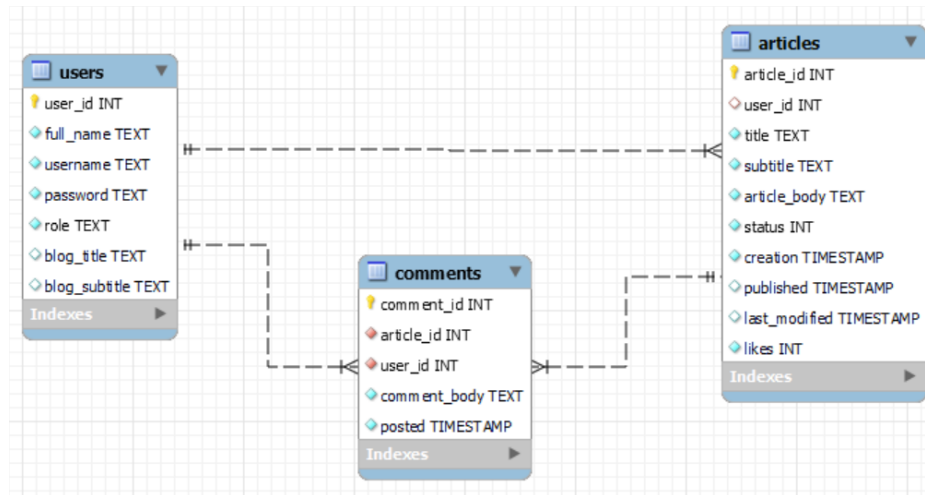 users
user_id INT
full_name TEXT
username TEXT
password TEXT
role TEXT
blog_title TEXT
blog_subtitle TEXT
Indexes
comments
comment_id INT
article_id INT
user_id INT
comment_body TEXT
posted TIMESTAMP
Indexes
articles
article_id INT
user_id INT
title TEXT
subtitle TEXT
article_body TEXT
status INT
creation TIMESTAMP
published TIMESTAMP
last_modified TIMESTAMP
likes INT
Indexes